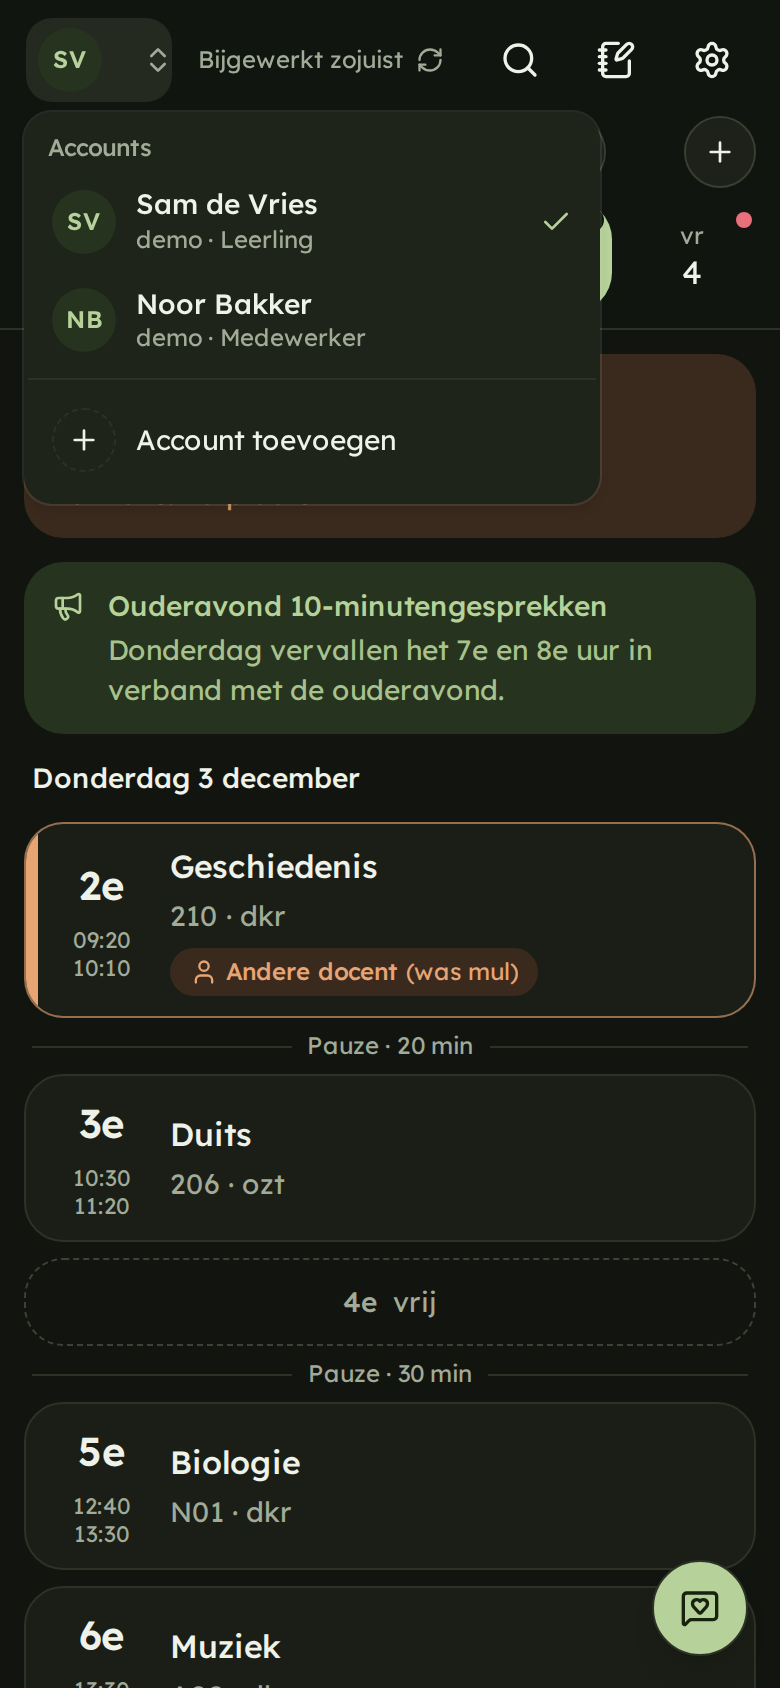 SV
Bijgewerkt zojuist
Accounts
SV
Sam de Vries
demo · Leerling
NB
Noor Bakker
demo · Medewerker
Account toevoegen
vr
4
Ouderavond 10-minutengesprekken
Donderdag vervallen het 7e en 8e uur in
verband met de ouderavond.
Donderdag 3 december
2e
09:20
10:10
Geschiedenis
210 · dkr
Andere docent (was mul)
Pauze · 20 min
3e
10:30
11:20
Duits
206 · ozt
4e vrij
Pauze · 30 min
5e
12:40
13:30
Biologie
N01 · dkr
6e
Muziek